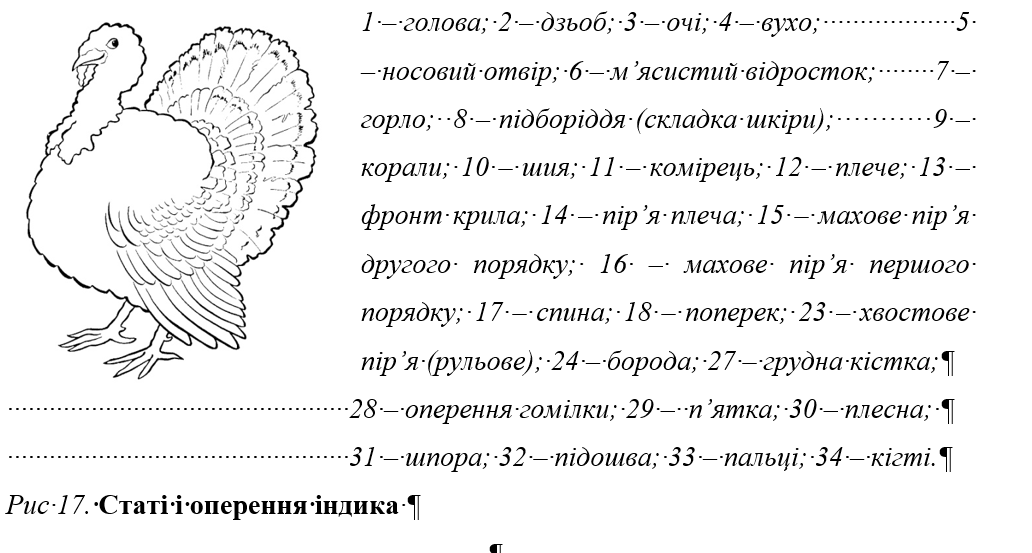 1 – голова; 2 – дзьоб; 3 – очі; 4 – вухо; 5
– носовий отвір; 6 – м’ясистий відросток; 7 –
горло; 8 – підборіддя (складка шкіри); 9 –
корали; 10 – шия; 11 – комірець; 12 – плече; 13 –
фронт крила; 14 – пір’я плеча; 15 – махове пір’я
другого порядку; 16 – махове пір’я першого
порядку; 17 – спина; 18 – поперек; 23 – хвостове
пір’я (рульове); 24 – борода; 27 – грудна кістка;
28 – оперення гомілки; 29 – п’ятка; 30 – плесна;
31 – шпора; 32 – підошва; 33 – пальці; 34 – кігті.
Рис 17. Статі і оперення індика